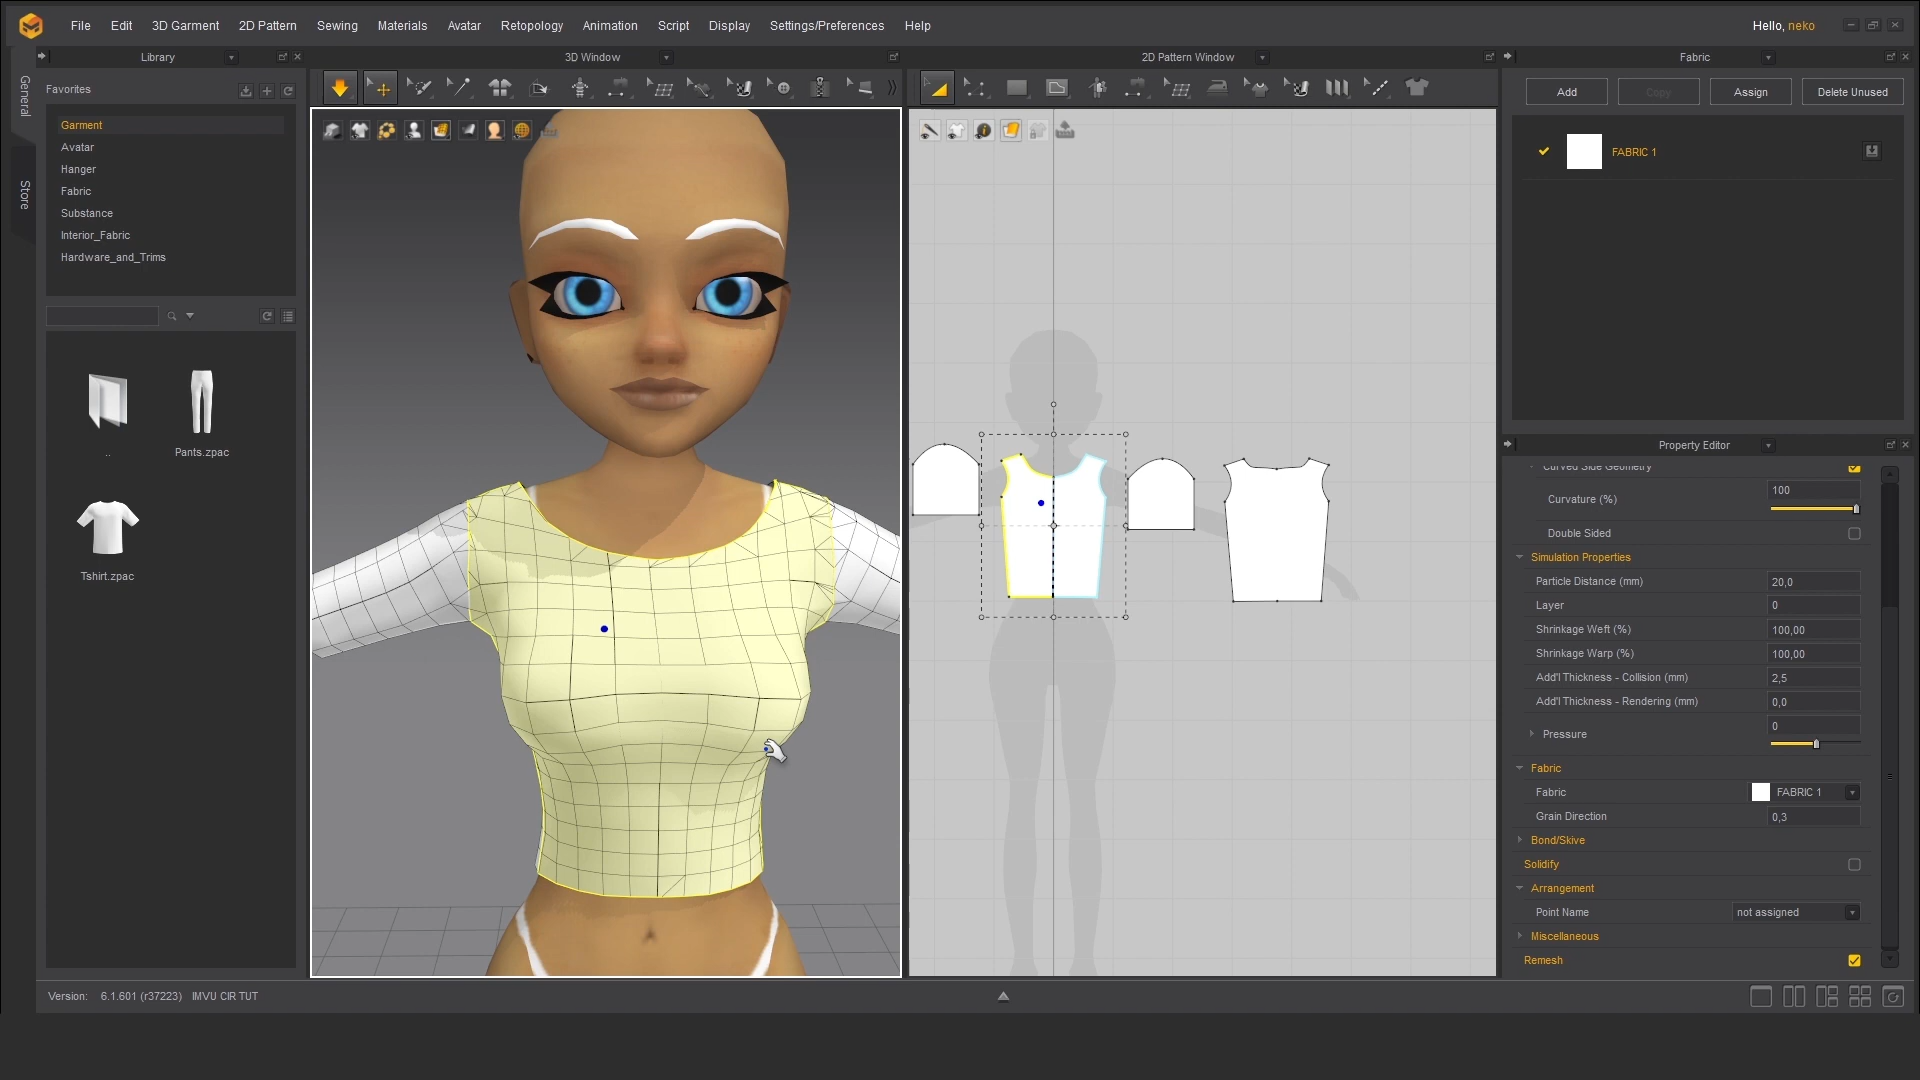 File Edit 3D Garment 2D Pattern Sewing Materials Avatar Retopology Animation Script Display Settings/Preferences Help
Hello, neko
Library
3D Window
2D Pattern Window
Fabric
General
Store
Favorites
Garment
Avatar
Hanger
Fabric
Substance
Interior_Fabric
Hardware_and_Trims
..
Pants.zpac
Tshirt.zpac
Add Copy Assign Delete Unused
FABRIC 1
Property Editor
Curved Side Geometry
Curvature (%) 100
Double Sided
Simulation Properties
Particle Distance (mm) 20,0
Layer 0
Shrinkage Weft (%) 100,00
Shrinkage Warp (%) 100,00
Add'l Thickness - Collision (mm) 2,5
Add'l Thickness - Rendering (mm) 0,0
Pressure 0
Fabric
Fabric FABRIC 1
Grain Direction 0,3
Bond/Skive
Solidify
Arrangement
Point Name not assigned
Miscellaneous
Remesh
Version: 6.1.601 (r37223) IMVU CIR TUT